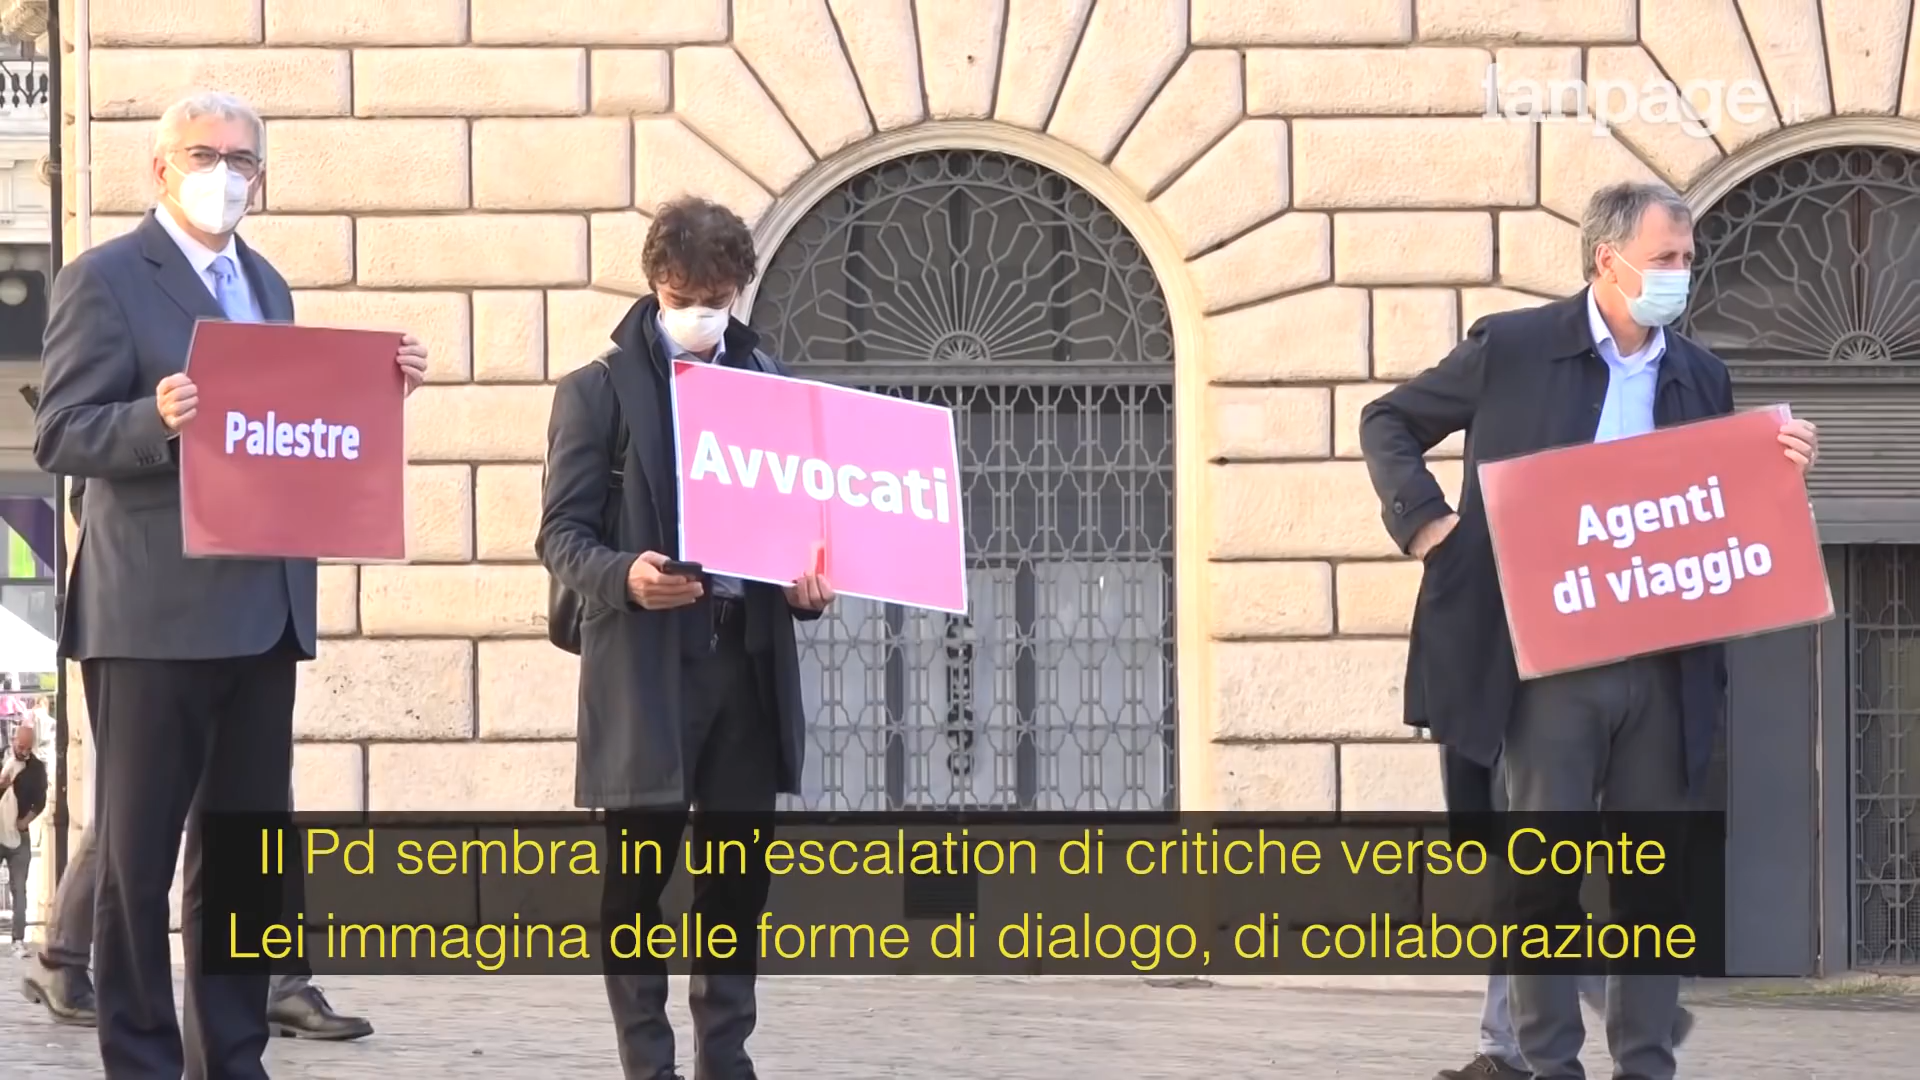 fanpage.it
Palestre
Avvocati
Agenti
di viaggio
Il Pd sembra in un'escalation di critiche verso Conte
Lei immagina delle forme di dialogo, di collaborazione